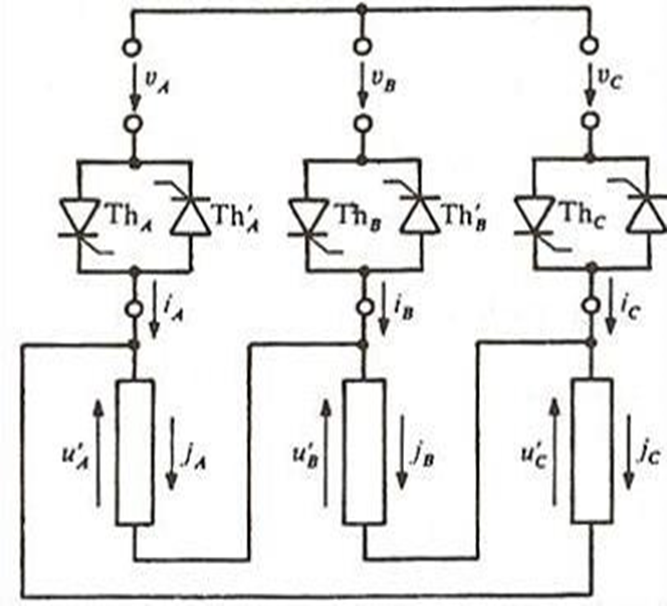 v_A v_B v_C
Th_A Th'_A Th_B Th'_B Th_C
i_A i_B i_C
u'_A j_A u'_B j_B u'_C j_C